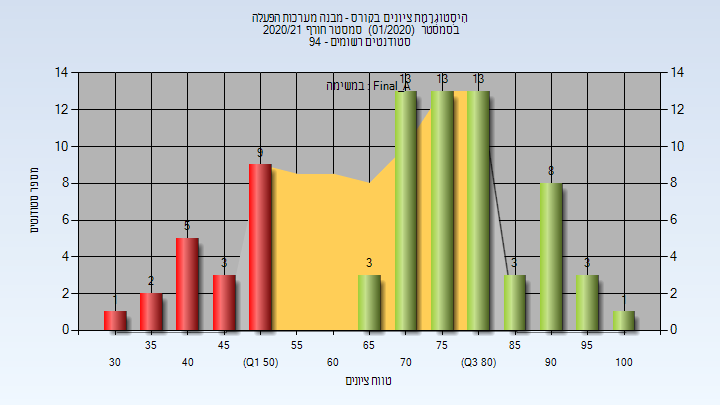 היסטוגרמת ציונים בקורס - מבנה מערכות הפעלה
בסמסטר (01/2020) סמסטר חורף 2020/21
סטודנטים רשומים - 94
במשימה : Final_A
מספר סטודנטים
14 14
12 12
10 10
8 8
6 6
4 4
2 2
0 0
1 2 5 3 9 3 13 13 13 3 8 3 1
35 45 55 65 75 85 95
30 40 (Q1 50) 60 70 (Q3 80) 90 100
טווח ציונים